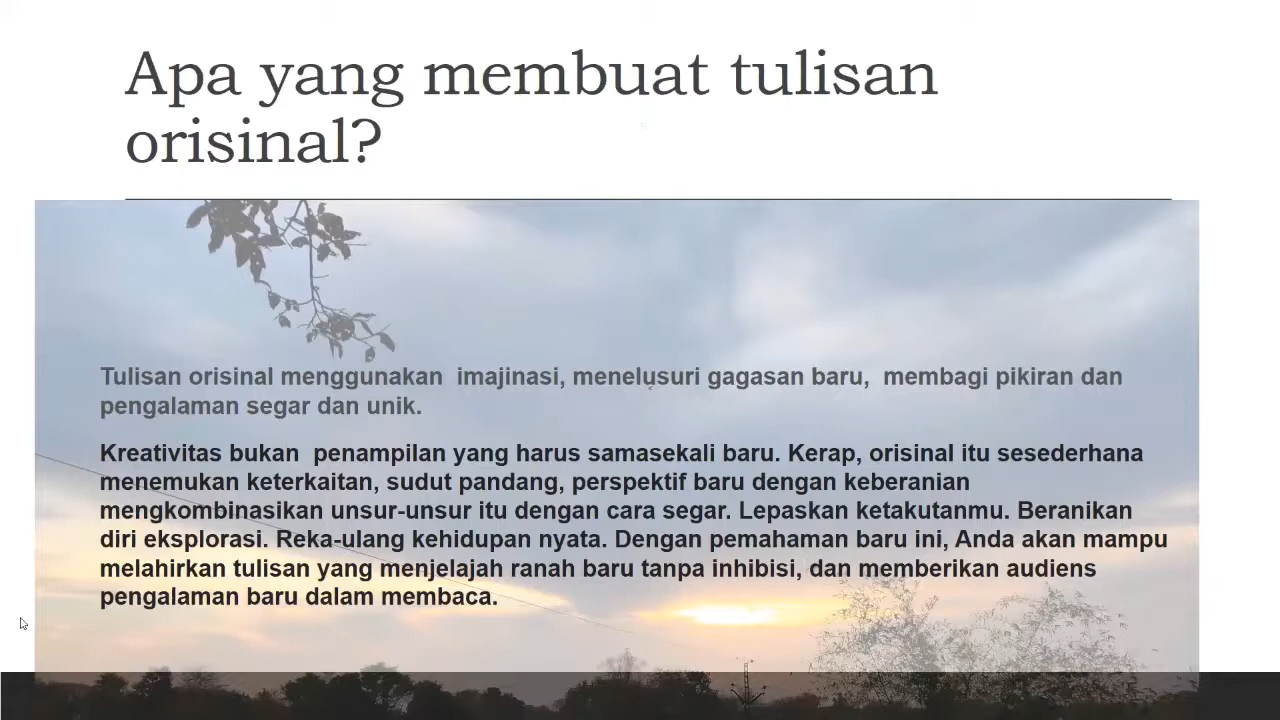 Apa yang membuat tulisan
orisinal?
Tulisan orisinal menggunakan  imajinasi, menelusuri gagasan baru,  membagi pikiran dan
pengalaman segar dan unik.
Kreativitas bukan  penampilan yang harus samasekali baru. Kerap, orisinal itu sesederhana
menemukan keterkaitan, sudut pandang, perspektif baru dengan keberanian
mengkombinasikan unsur-unsur itu dengan cara segar. Lepaskan ketakutanmu. Beranikan
diri eksplorasi. Reka-ulang kehidupan nyata. Dengan pemahaman baru ini, Anda akan mampu
melahirkan tulisan yang menjelajah ranah baru tanpa inhibisi, dan memberikan audiens
pengalaman baru dalam membaca.